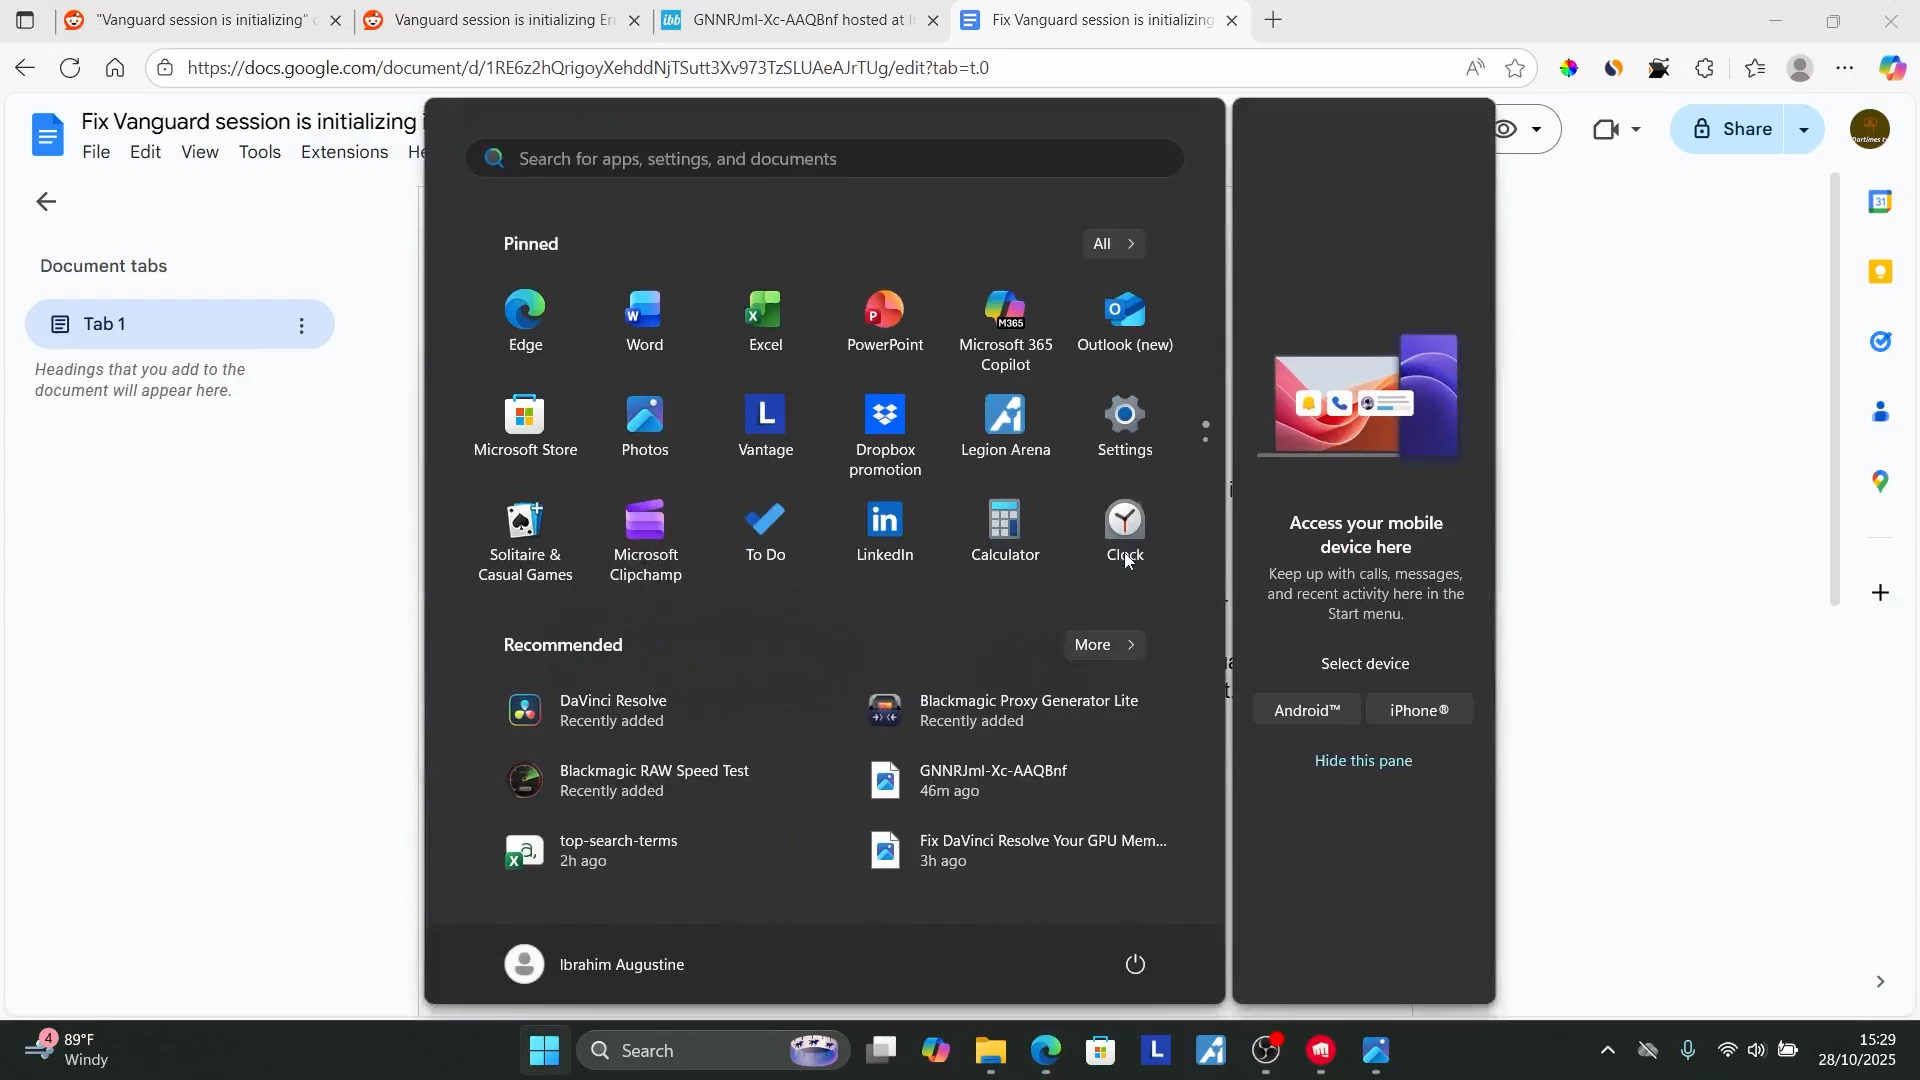 "Vanguard session is initializing"
Vanguard session is initializing Er
GNNRJml-Xc-AAQBnf hosted at I
Fix Vanguard session is initializing
https://docs.google.com/document/d/1RE6z2hQrigoyXehddNjTSutt3Xv973TzSLUAeAJrTUg/edit?tab=t.0
Fix Vanguard session is initializing
File Edit View Tools Extensions He
Share
Document tabs
Tab 1
Headings that you add to the
document will appear here.
Search for apps, settings, and documents
Pinned
All
Edge
Word
Excel
PowerPoint
Microsoft 365
Copilot
Outlook (new)
Microsoft Store
Photos
Vantage
Dropbox
promotion
Legion Arena
Settings
Solitaire &
Casual Games
Microsoft
Clipchamp
To Do
LinkedIn
Calculator
Clock
Recommended
More
DaVinci Resolve
Recently added
Blackmagic Proxy Generator Lite
Recently added
Blackmagic RAW Speed Test
Recently added
GNNRJml-Xc-AAQBnf
46m ago
top-search-terms
2h ago
Fix DaVinci Resolve Your GPU Mem...
3h ago
Ibrahim Augustine
Access your mobile
device here
Keep up with calls, messages,
and recent activity here in the
Start menu.
Select device
Android™
iPhone®
Hide this pane
4
89°F
Windy
Search
15:29
28/10/2025